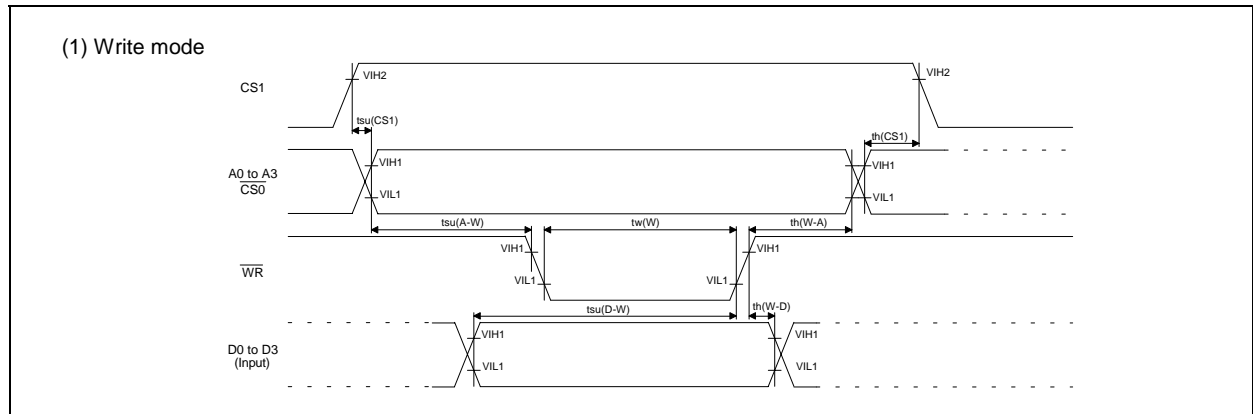 (1) Write mode
CS1
VIH2
VIH2
tsu(CS1)
th(CS1)
A0 to A3
CS0
VIH1
VIL1
VIH1
VIL1
tsu(A-W)
tw(W)
th(W-A)
WR
VIH1
VIL1
VIL1
VIH1
tsu(D-W)
th(W-D)
D0 to D3
(Input)
VIH1
VIL1
VIH1
VIL1